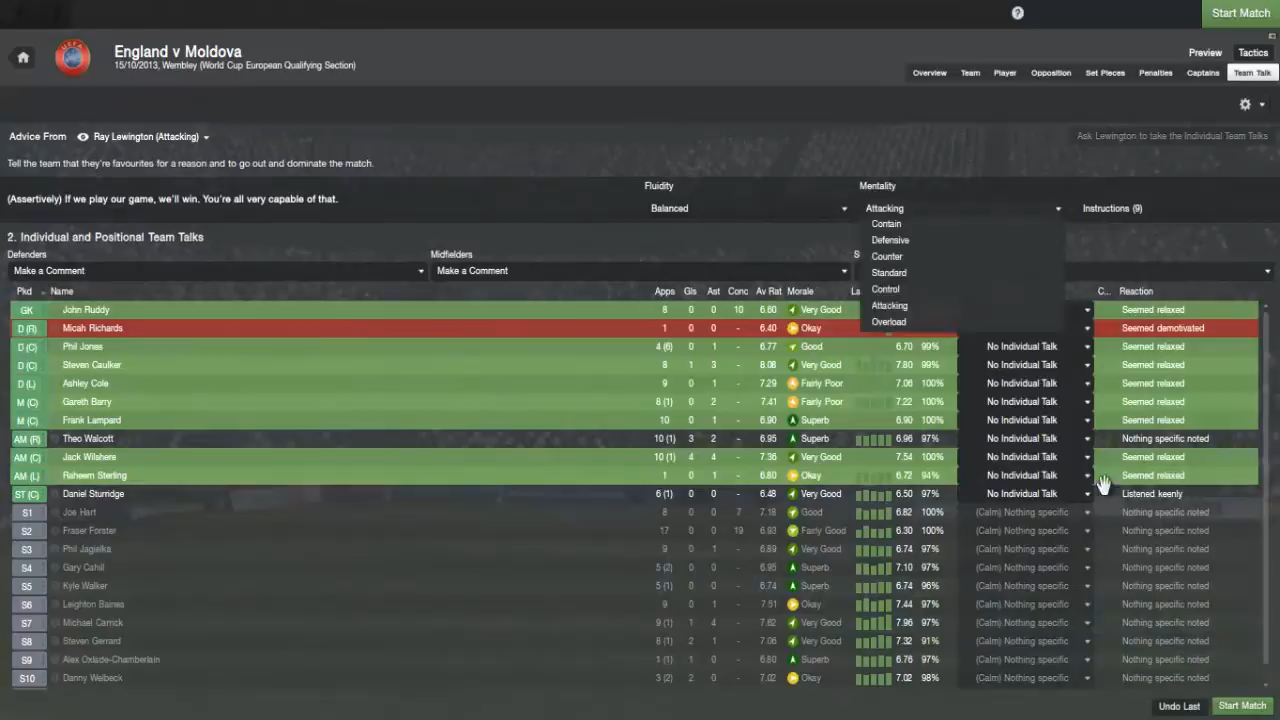 Start Match
England v Moldova
15/10/2013, Wembley (World Cup European Qualifying Section)
Preview Tactics
Overview Team Player Opposition Set Pieces Penalties Captains Team Talk
Advice From Ray Lewington (Attacking)
Ask Lewington to take the Individual Team Talks
Tell the team that they're favourites for a reason and to go out and dominate the match.
Fluidity Mentality
(Assertively) If we play our game, we'll win. You're all very capable of that.
Balanced Attacking Instructions (9)
Contain
Defensive
Counter
Standard
Control
Attacking
Overload
2. Individual and Positional Team Talks
Defenders Midfielders S
Make a Comment Make a Comment
Pkd Name Apps Gls Ast Conc Av Rat Morale La C... Reaction
GK John Ruddy 8 0 0 10 6.80 Very Good Seemed relaxed
D (R) Micah Richards 1 0 0 - 6.40 Okay Seemed demotivated
D (C) Phil Jones 4 (6) 0 1 - 6.77 Good 6.70 99% No Individual Talk Seemed relaxed
D (C) Steven Caulker 8 1 3 - 8.08 Very Good 7.80 99% No Individual Talk Seemed relaxed
D (L) Ashley Cole 9 0 1 - 7.29 Fairly Poor 7.06 100% No Individual Talk Seemed relaxed
M (C) Gareth Barry 8 (1) 0 2 - 7.41 Fairly Poor 7.22 100% No Individual Talk Seemed relaxed
M (C) Frank Lampard 10 0 1 - 6.90 Superb 6.90 100% No Individual Talk Seemed relaxed
AM (R) Theo Walcott 10 (1) 3 2 - 6.95 Superb 6.96 97% No Individual Talk Nothing specific noted
AM (C) Jack Wilshere 10 (1) 4 4 - 7.36 Very Good 7.54 100% No Individual Talk Seemed relaxed
AM (L) Raheem Sterling 1 0 1 - 6.80 Okay 6.72 94% No Individual Talk Seemed relaxed
ST (C) Daniel Sturridge 6 (1) 0 0 - 6.48 Very Good 6.50 97% No Individual Talk Listened keenly
S1 Joe Hart 8 0 0 7 7.18 Good 6.82 100% (Calm) Nothing specific Nothing specific noted
S2 Fraser Forster 17 0 0 19 6.93 Fairly Good 6.30 100% (Calm) Nothing specific Nothing specific noted
S3 Phil Jagielka 9 0 1 - 6.89 Very Good 6.74 97% (Calm) Nothing specific Nothing specific noted
S4 Gary Cahill 5 (2) 0 0 - 6.95 Superb 7.10 97% (Calm) Nothing specific Nothing specific noted
S5 Kyle Walker 5 (1) 0 0 - 6.74 Superb 6.74 96% (Calm) Nothing specific Nothing specific noted
S6 Leighton Baines 9 0 1 - 7.51 Okay 7.44 97% (Calm) Nothing specific Nothing specific noted
S7 Michael Carrick 9 (1) 1 4 - 7.62 Very Good 7.96 97% (Calm) Nothing specific Nothing specific noted
S8 Steven Gerrard 8 (1) 2 1 - 7.06 Very Good 7.32 91% (Calm) Nothing specific Nothing specific noted
S9 Alex Oxlade-Chamberlain 1 (1) 0 1 - 6.80 Superb 6.76 97% (Calm) Nothing specific Nothing specific noted
S10 Danny Welbeck 3 (2) 2 0 - 7.02 Okay 7.02 98% (Calm) Nothing specific Nothing specific noted
Undo Last Start Match